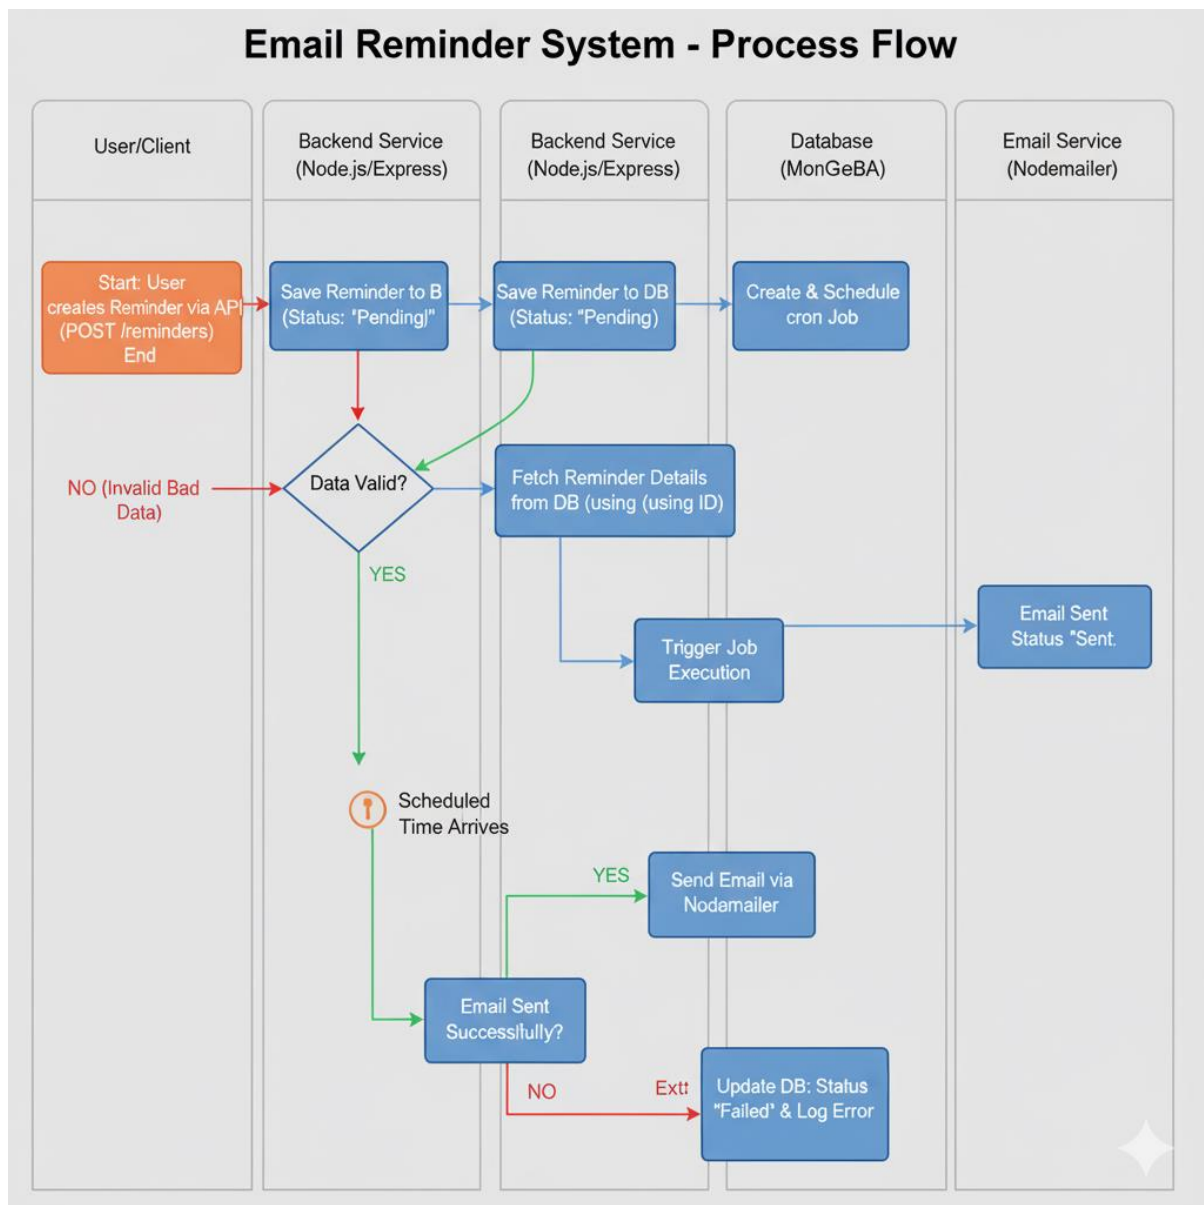 Email Reminder System - Process Flow
User/Client
Backend Service
(Node.js/Express)
Backend Service
(Node.js/Express)
Database
(MonGeBA)
Email Service
(Nodemailer)
Start: User
creates Reminder via API
(POST /reminders)
End
Save Reminder to B
(Status: "Pending|"
Save Reminder to DB
(Status: "Pending)
Create & Schedule
cron Job
NO (Invalid Bad
Data)
Data Valid?
Fetch Reminder Details
from DB (using (using ID)
YES
Trigger Job
Execution
Email Sent
Status "Sent.
Scheduled
Time Arrives
YES
Send Email via
Nodamailer
Email Sent
Successfully?
NO
Ext:
Update DB: Status
"Failed' & Log Error